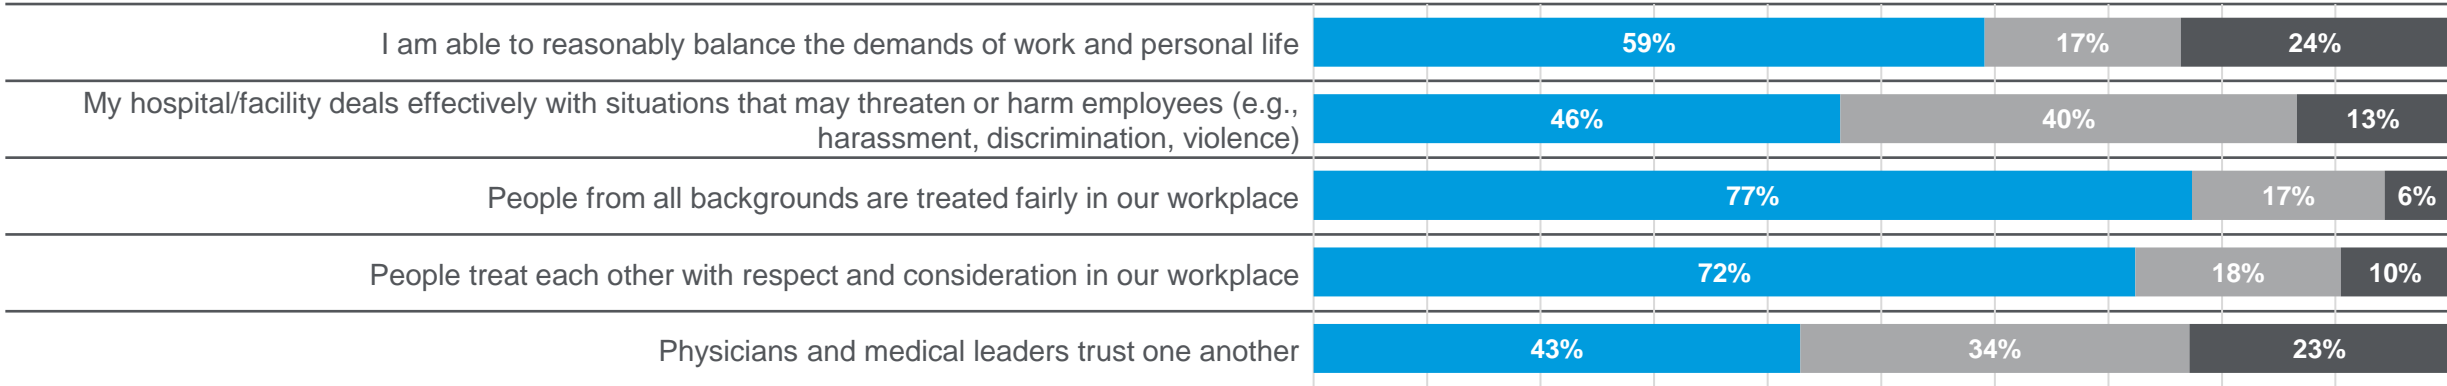 I am able to reasonably balance the demands of work and personal life 59% 17% 24%
My hospital/facility deals effectively with situations that may threaten or harm employees (e.g.,
harassment, discrimination, violence) 46% 40% 13%
People from all backgrounds are treated fairly in our workplace 77% 17% 6%
People treat each other with respect and consideration in our workplace 72% 18% 10%
Physicians and medical leaders trust one another 43% 34% 23%